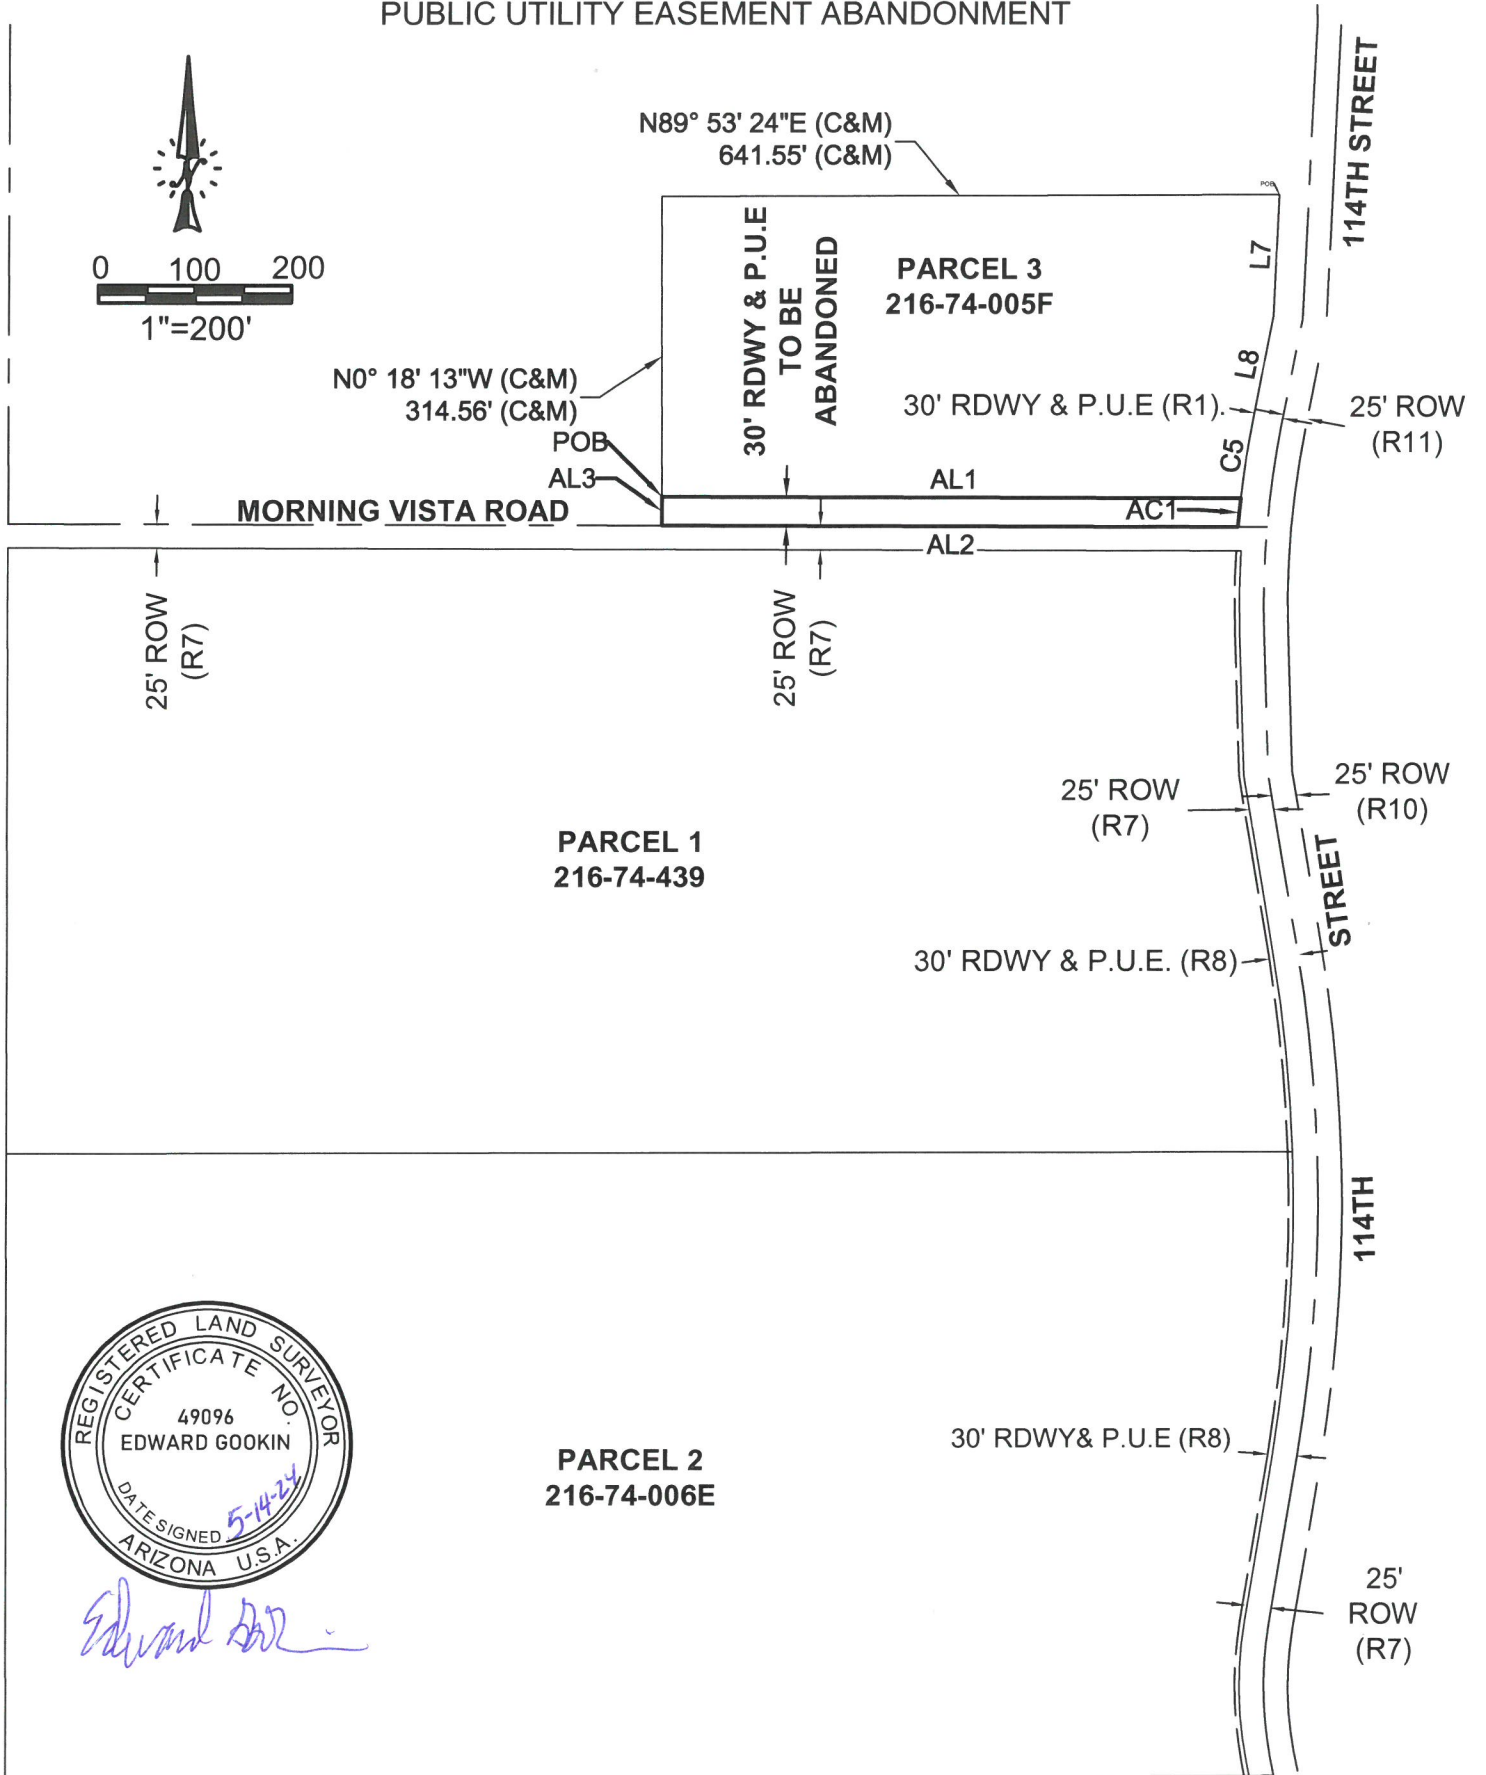 PUBLIC UTILITY EASEMENT ABANDONMENT
114TH STREET
N89° 53' 24"E (C&M)
641.55' (C&M)
POB
0 100 200
1"=200'
L7
30' RDWY & P.U.E
TO BE
ABANDONED
PARCEL 3
216-74-005F
N0° 18' 13"W (C&M)
314.56' (C&M)
L8
30' RDWY & P.U.E (R1).
25' ROW
(R11)
POB
C5
AL3
AL1
MORNING VISTA ROAD
AC1
AL2
25' ROW
(R7)
25' ROW
(R7)
25' ROW
(R7)
25' ROW
(R10)
PARCEL 1
216-74-439
STREET
30' RDWY & P.U.E. (R8)
114TH
REGISTERED LAND SURVEYOR
CERTIFICATE NO.
49096
EDWARD GOOKIN
DATE SIGNED 5-14-24
ARIZONA U.S.A.
30' RDWY& P.U.E (R8)
PARCEL 2
216-74-006E
25'
ROW
(R7)